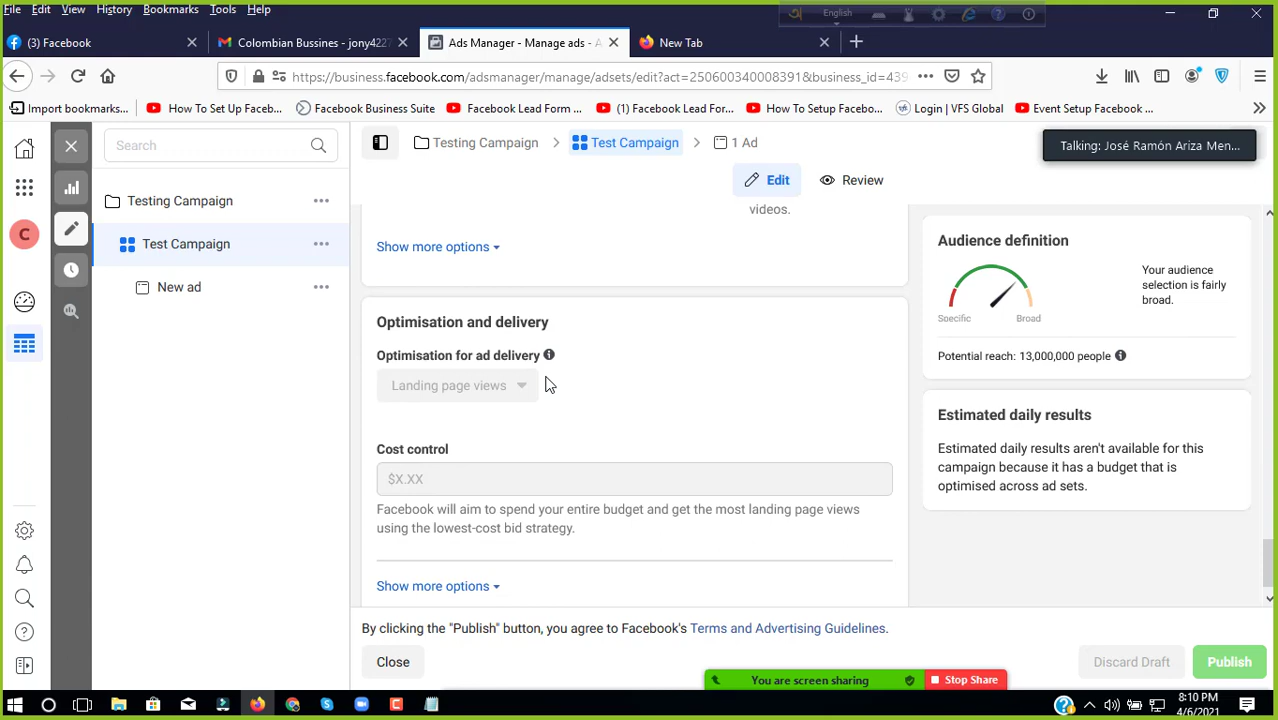 File Edit View History Bookmarks Tools Help
English
(3) Facebook
Colombian Bussines - jony422
Ads Manager - Manage ads - A
New Tab
https://business.facebook.com/adsmanager/manage/adsets/edit?act=250600340008391&business_id=439
Import bookmarks...
How To Set Up Faceb...
Facebook Business Suite
Facebook Lead Form ...
(1) Facebook Lead For...
How To Setup Facebo...
Login | VFS Global
Event Setup Facebook ...
Search
Testing Campaign
Test Campaign
1 Ad
Talking: José Ramón Ariza Men...
Edit
Review
C
Testing Campaign
Test Campaign
New ad
videos.
Show more options
Optimisation and delivery
Optimisation for ad delivery
Landing page views
Cost control
$X.XX
Facebook will aim to spend your entire budget and get the most landing page views
using the lowest-cost bid strategy.
Show more options
Audience definition
Specific
Broad
Your audience
selection is fairly
broad.
Potential reach: 13,000,000 people
Estimated daily results
Estimated daily results aren't available for this
campaign because it has a budget that is
optimised across ad sets.
By clicking the "Publish" button, you agree to Facebook's Terms and Advertising Guidelines.
Close
Discard Draft
Publish
You are screen sharing
Stop Share
8:10 PM
4/6/2021